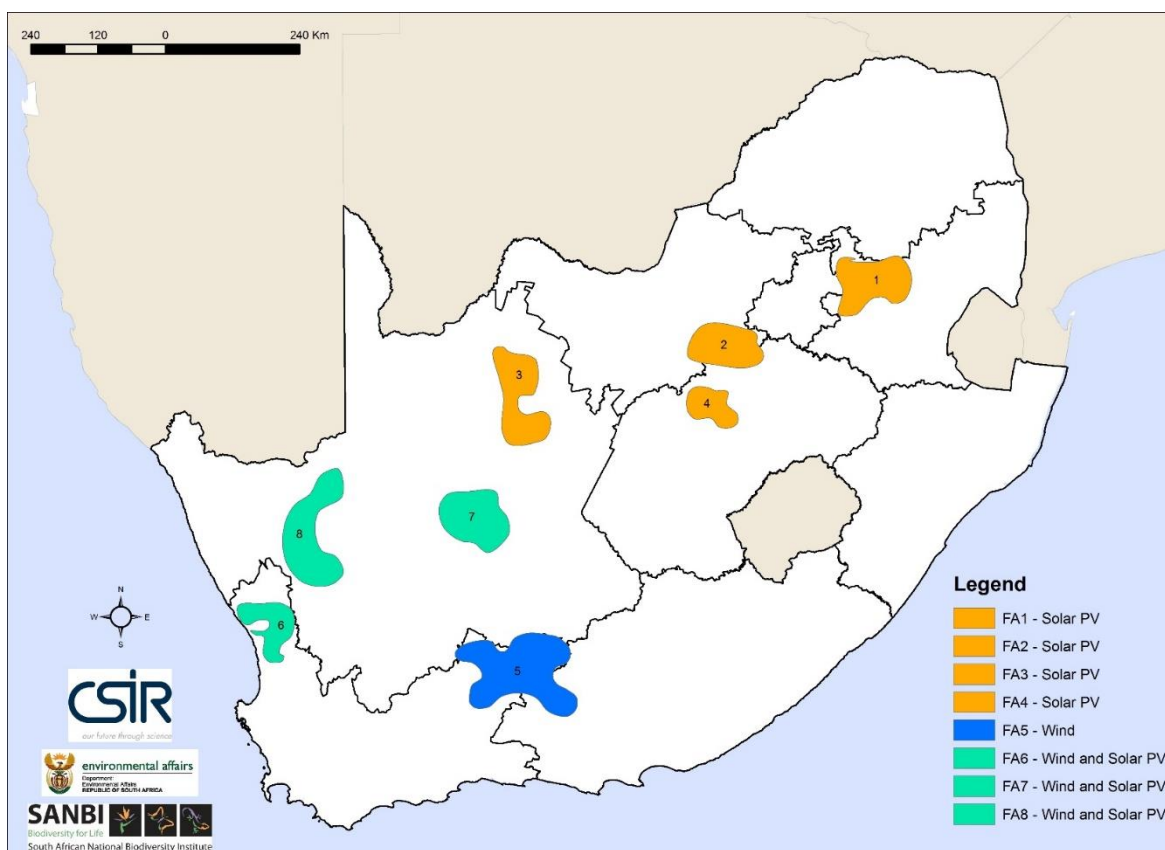 240 120 0 240 Km
1
2
3
4
7
8
6
5
N
W E
S
CSIR
our future through science
environmental affairs
Department:
Environmental Affairs
REPUBLIC OF SOUTH AFRICA
SANBI
Biodiversity for Life
South African National Biodiversity Institute
Legend
FA1 - Solar PV
FA2 - Solar PV
FA3 - Solar PV
FA4 - Solar PV
FA5 - Wind
FA6 - Wind and Solar PV
FA7 - Wind and Solar PV
FA8 - Wind and Solar PV